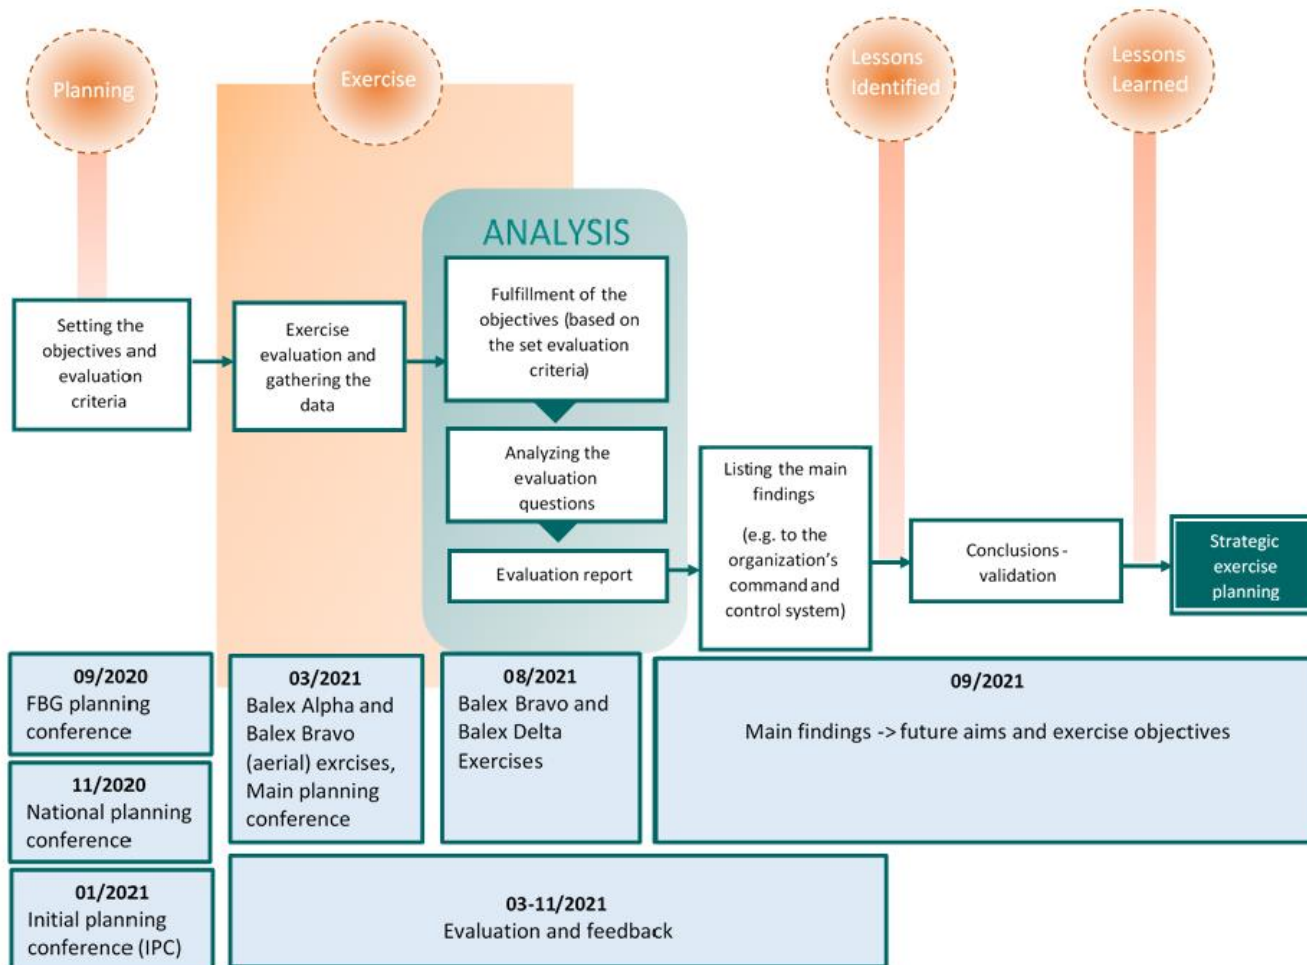 Planning
Exercise
Lessons
Identified
Lessons
Learned
ANALYSIS
Setting the
objectives and
evaluation
criteria
Exercise
evaluation and
gathering the
data
Fulfillment of the
objectives (based on
the set evaluation
criteria)
Analyzing the
evaluation
questions
Evaluation report
Listing the main
findings
(e.g. to the
organization's
command and
control system)
Conclusions -
validation
Strategic
exercise
planning
09/2020
FBG planning
conference
11/2020
National planning
conference
01/2021
Initial planning
conference (IPC)
03/2021
Balex Alpha and
Balex Bravo
(aerial) exrcises,
Main planning
conference
08/2021
Balex Bravo and
Balex Delta
Exercises
09/2021
Main findings -> future aims and exercise objectives
03-11/2021
Evaluation and feedback